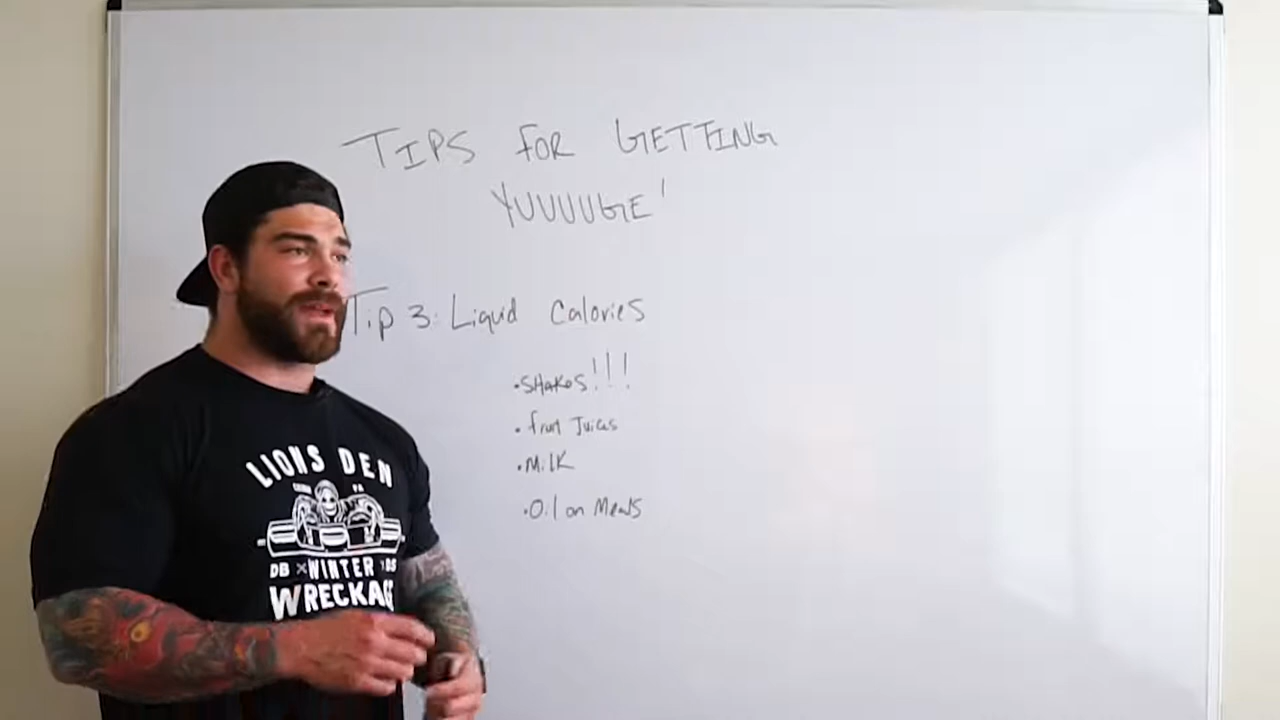 TIPS FOR GETTING
YUUUUGE!
Tip 3: Liquid Calories
• SHAKES!!!
• fruit Juices
• MilK
• Oil on Meals
LIONS DEN
PA
DB X WINTER X
WRECKAGE